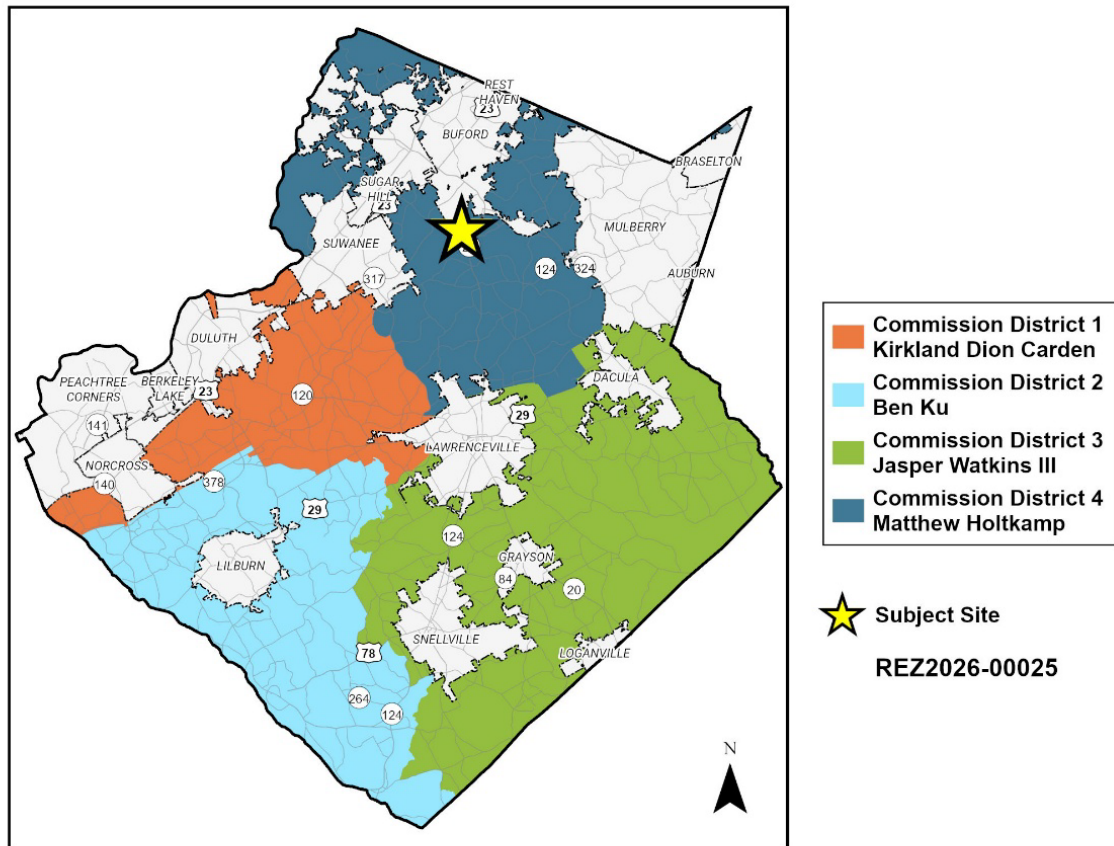 REST
HAVEN
23
BUFORD
BRASELTON
SUGAR
HILL
23
MULBERRY
SUWANEE
124
324
317
AUBURN
DULUTH
PEACHTREE
CORNERS
BERKELEY
LAKE
23
DACULA
120
141
29
LAWRENCEVILLE
NORCROSS
140
378
29
124
GRAYSON
LILBURN
84
20
SNELLVILLE
LOGANVILLE
78
264
124
N
Commission District 1
Kirkland Dion Carden
Commission District 2
Ben Ku
Commission District 3
Jasper Watkins III
Commission District 4
Matthew Holtkamp
Subject Site
REZ2026-00025